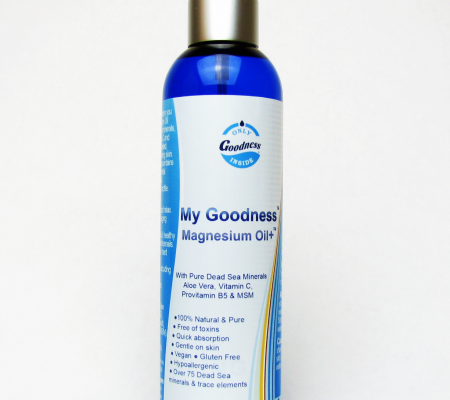 ONLY
Goodness
INSIDE
My Goodness™
Magnesium Oil+™
With Pure Dead Sea Minerals
Aloe Vera, Vitamin C,
Provitamin B5 & MSM
♦100% Natural & Pure
♦ Free of toxins
♦ Quick absorption
♦ Gentle on skin
♦ Vegan ♦ Gluten Free
♦ Hypoallergenic
♦ Over 75 Dead Sea
minerals & trace elements